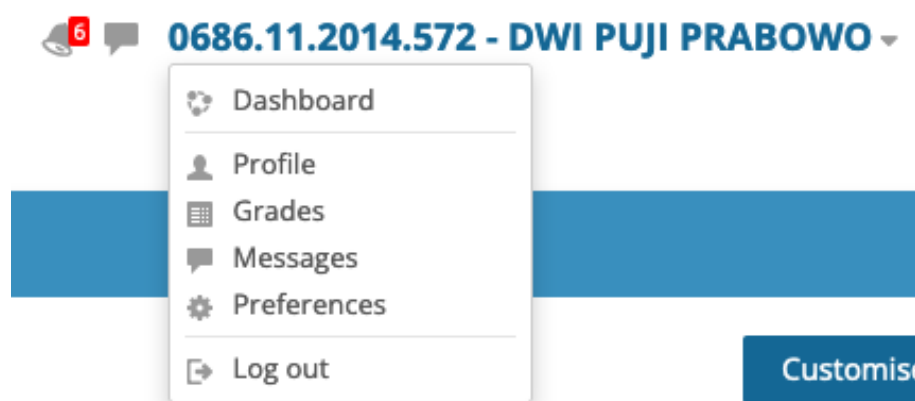 6
0686.11.2014.572 - DWI PUJI PRABOWO
Dashboard
Profile
Grades
Messages
Preferences
Log out
Customise